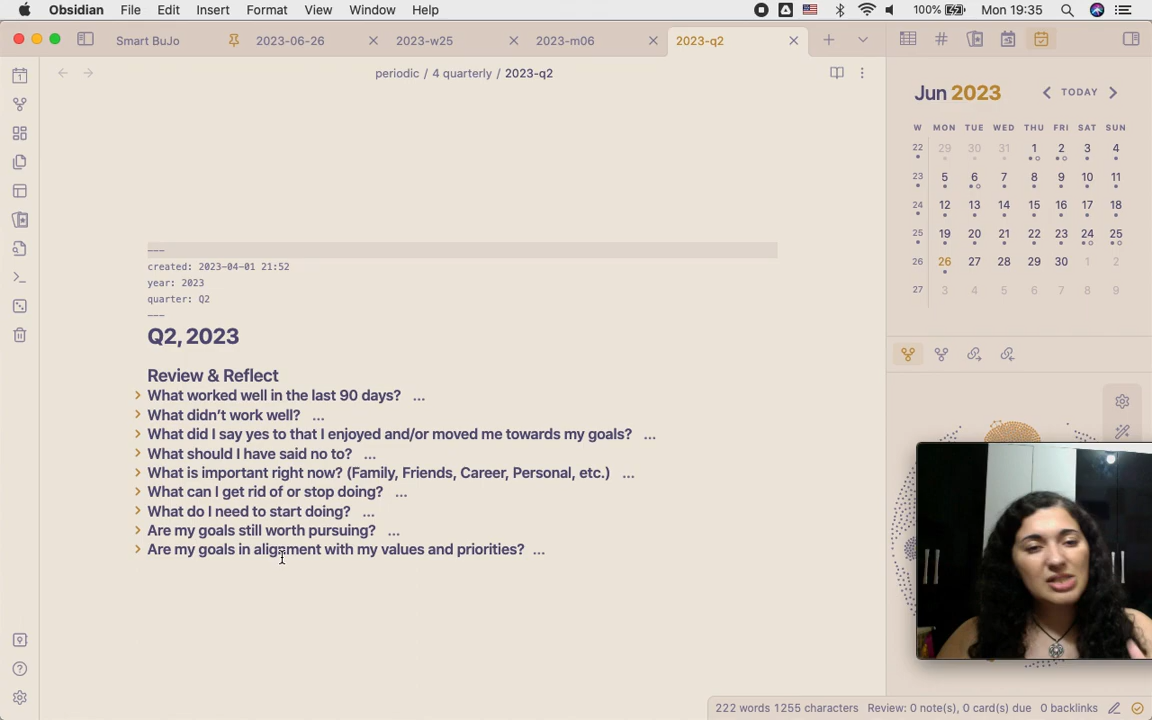 Obsidian File Edit Insert Format View Window Help 100% Mon 19:35
Smart BuJo 2023-06-26 2023-w25 2023-m06 2023-q2
periodic / 4 quarterly / 2023-q2
---
created: 2023-04-01 21:52
year: 2023
quarter: Q2
---
Q2, 2023
Review & Reflect
What worked well in the last 90 days? ...
What didn't work well? ...
What did I say yes to that I enjoyed and/or moved me towards my goals? ...
What should I have said no to? ...
What is important right now? (Family, Friends, Career, Personal, etc.) ...
What can I get rid of or stop doing? ...
What do I need to start doing? ...
Are my goals still worth pursuing? ...
Are my goals in alignment with my values and priorities? ...
Jun 2023 TODAY
W MON TUE WED THU FRI SAT SUN
22 29 30 31 1 2 3 4
23 5 6 7 8 9 10 11
24 12 13 14 15 16 17 18
25 19 20 21 22 23 24 25
26 26 27 28 29 30 1 2
27 3 4 5 6 7 8 9
222 words 1255 characters Review: 0 note(s), 0 card(s) due 0 backlinks